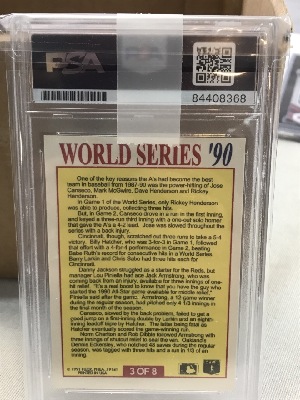 PSA
84408368
WORLD SERIES '90
One of the key reasons the A's had become the best
team in baseball from 1987-90 was the power-hitting of Jose
Canseco, Mark McGwire, Dave Henderson and Rickey
Henderson.
In Game 1 of the World Series, only Rickey Henderson
was able to produce, collecting three hits.
But, in Game 2, Canseco drove in a run in the first inning,
and keyed a three-run third inning with a one-out solo homer
that gave the A's a 4-2 lead. Jose was slowed throughout the
series with a back injury.
Cincinnati, though, scratched out three runs to take a 5-4
victory. Billy Hatcher, who was 3-for-3 in Game 1, followed
that effort with a 4-for-4 performance in Game 2, beating
Babe Ruth's record for consecutive hits in a World Series.
Barry Larkin and Chris Sabo had three hits each for
Cincinnati.
Danny Jackson struggled as a starter for the Reds, but
manager Lou Piniella had ace Jack Armstrong, who was
coming back from an injury, available for three innings of one-
hit relief. "It's a real boost to know that you have the guy who
started the 1990 All-Star game available for middle relief,"
Piniella said after the game. Armstrong, a 12 game winner
during the regular season, had pitched only 4 1/3 innings in
the final month of the season.
Canseco, slowed by the back problem, failed to get a
good jump on a first-inning double by Larkin and an eighth-
inning leadoff triple by Hatcher. The latter being fatal as
Hatcher eventually scored the game-tying run.
Norm Charlton and Rob Dibble followed Armstrong with
three innings of shutout relief to seal the win. Oakland's
Dennis Eckersley, who notched 48 saves during the regular
season, was tagged for three hits and a run in 1/3 of an
inning.
3 OF 8
PRINTED IN USA